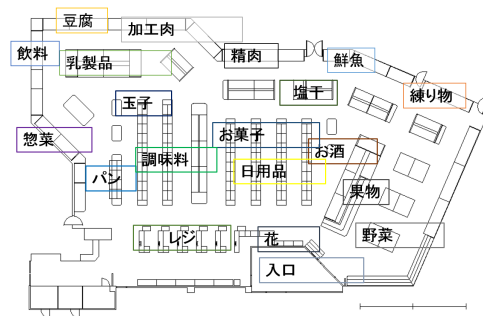 豆腐
加工肉
飲料
乳製品
精肉
鮮魚
塩干
練り物
玉子
惣菜
お菓子
調味料
お酒
パン
日用品
果物
レジ
花
野菜
入口